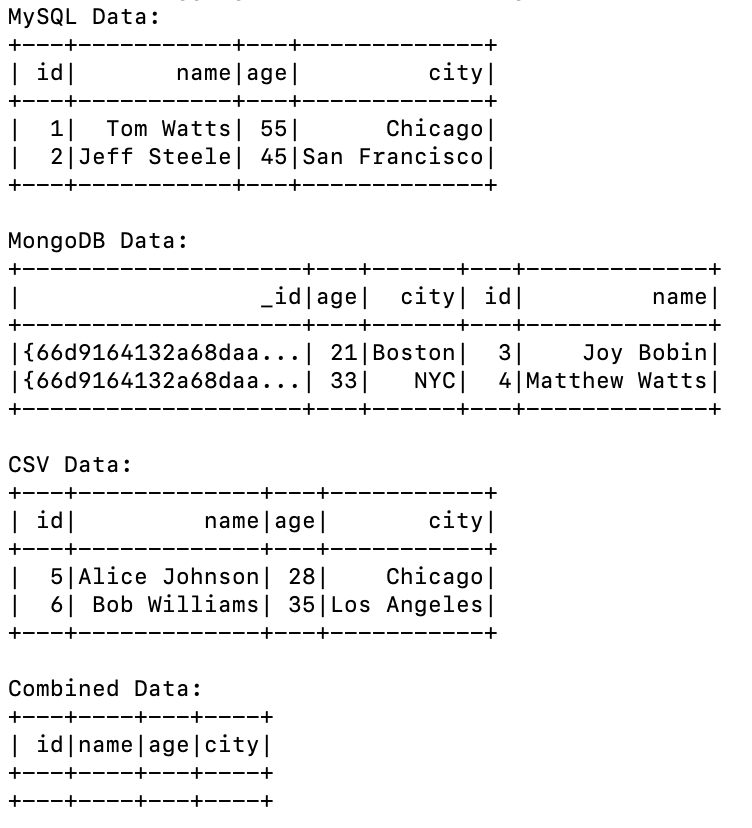 MySQL Data:
+---+-----------+---+-------------+
| id|       name|age|         city|
+---+-----------+---+-------------+
|  1|  Tom Watts| 55|      Chicago|
|  2|Jeff Steele| 45|San Francisco|
+---+-----------+---+-------------+
MongoDB Data:
+--------------------+---+------+---+-------------+
|                 _id|age|  city| id|         name|
+--------------------+---+------+---+-------------+
|{66d9164132a68daa...| 21|Boston|  3|    Joy Bobin|
|{66d9164132a68daa...| 33|   NYC|  4|Matthew Watts|
+--------------------+---+------+---+-------------+
CSV Data:
+---+-------------+---+-----------+
| id|         name|age|       city|
+---+-------------+---+-----------+
|  5|Alice Johnson| 28|    Chicago|
|  6| Bob Williams| 35|Los Angeles|
+---+-------------+---+-----------+
Combined Data:
+---+----+---+----+
| id|name|age|city|
+---+----+---+----+
+---+----+---+----+